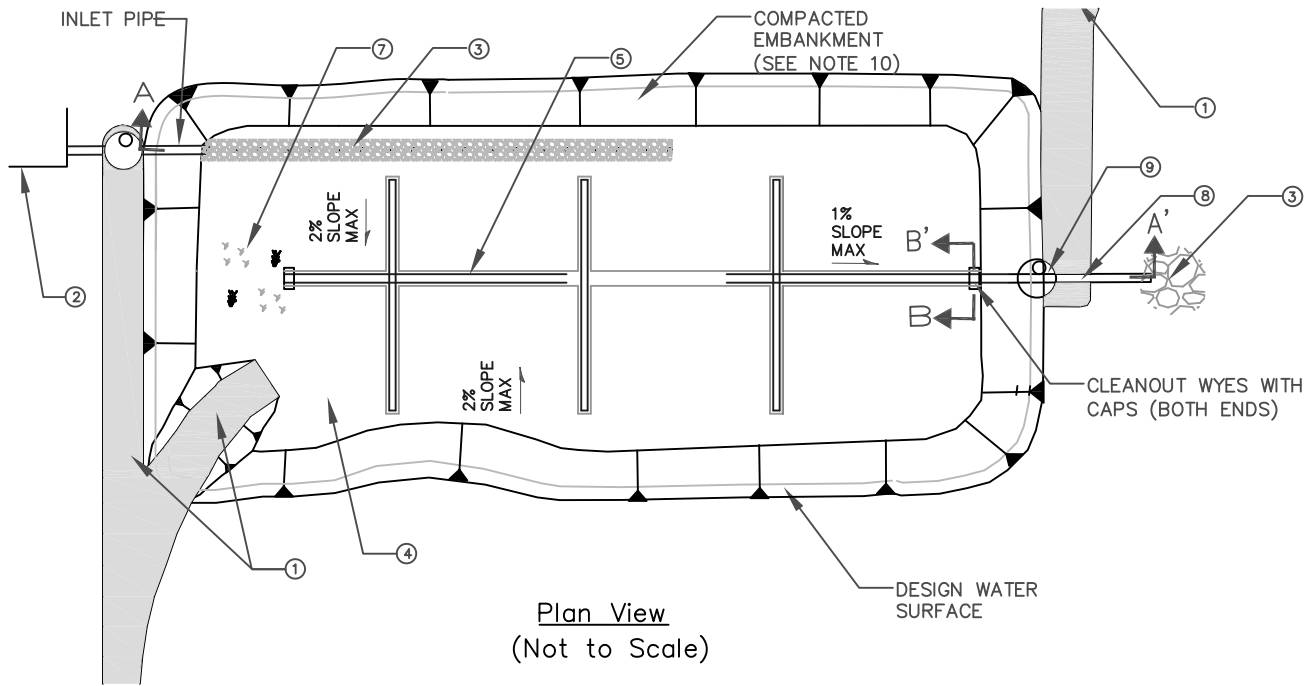 INLET PIPE
7
3
5
COMPACTED
EMBANKMENT
(SEE NOTE 10)
1
A
9
8
3
2%
SLOPE
MAX
1%
SLOPE
MAX
B'
A'
2
B
2%
SLOPE
MAX
CLEANOUT WYES WITH
CAPS (BOTH ENDS)
4
1
DESIGN WATER
SURFACE
Plan View
(Not to Scale)